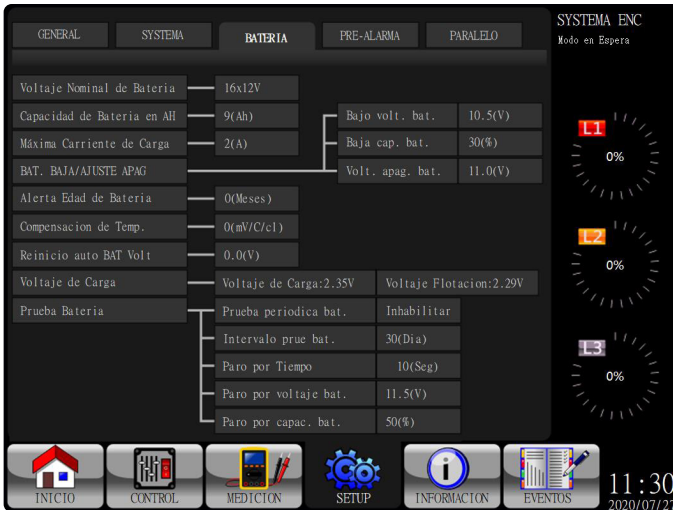 GENERAL SYSTEMA BATERIA PRE-ALARMA PARALELO
SYSTEMA ENC
Modo en Espera
Voltaje Nominal de Bateria 16x12V
Capacidad de Bateria en AH 9(Ah) Bajo volt. bat. 10.5(V)
Máxima Carriente de Carga 2(A) Baja cap. bat. 30(%)
BAT. BAJA/AJUSTE APAG Volt. apag. bat. 11.0(V)
Alerta Edad de Bateria 0(Meses)
Compensacion de Temp. 0(mV/C/cl)
Reinicio auto BAT Volt 0.0(V)
Voltaje de Carga Voltaje de Carga:2.35V Voltaje Flotacion:2.29V
Prueba Bateria Prueba periodica bat. Inhabilitar
Intervalo prue bat. 30(Dia)
Paro por Tiempo 10(Seg)
Paro por voltaje bat. 11.5(V)
Paro por capac. bat. 50(%)
L1
0%
L2
0%
L3
0%
INICIO CONTROL MEDICION SETUP INFORMACION EVENTOS
11:30
2020/07/27